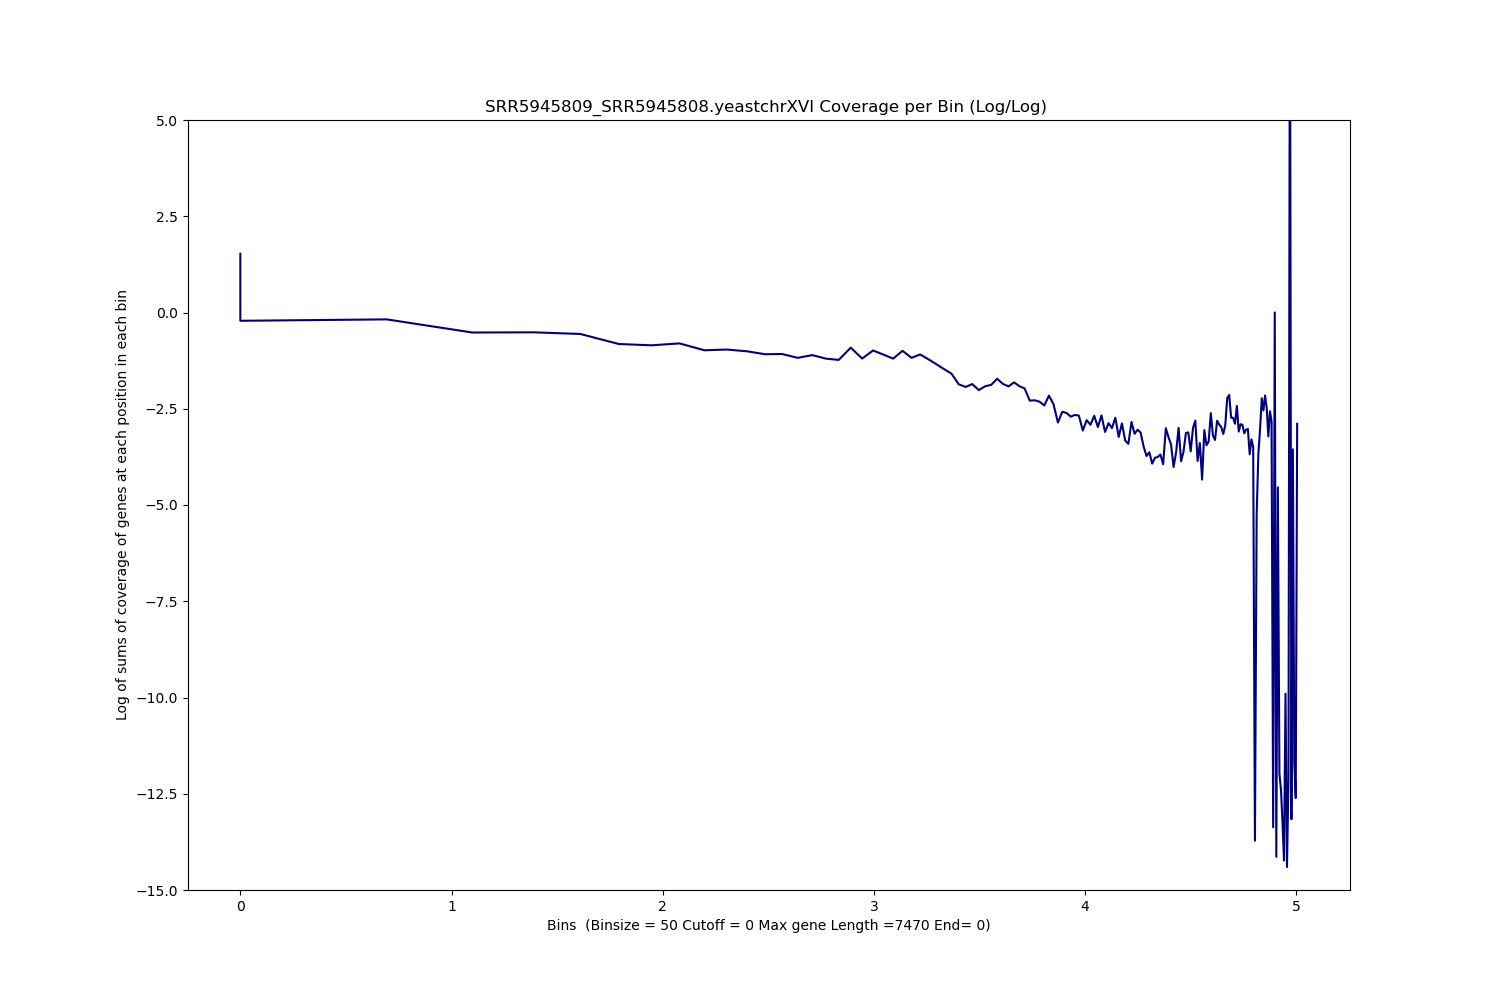 SRR5945809_SRR5945808.yeastchrXVI Coverage per Bin (Log/Log)
5.0
2.5
0.0
−2.5
−5.0
−7.5
−10.0
−12.5
−15.0
Log of sums of coverage of genes at each position in each bin
0 1 2 3 4 5
Bins  (Binsize = 50 Cutoff = 0 Max gene Length =7470 End= 0)